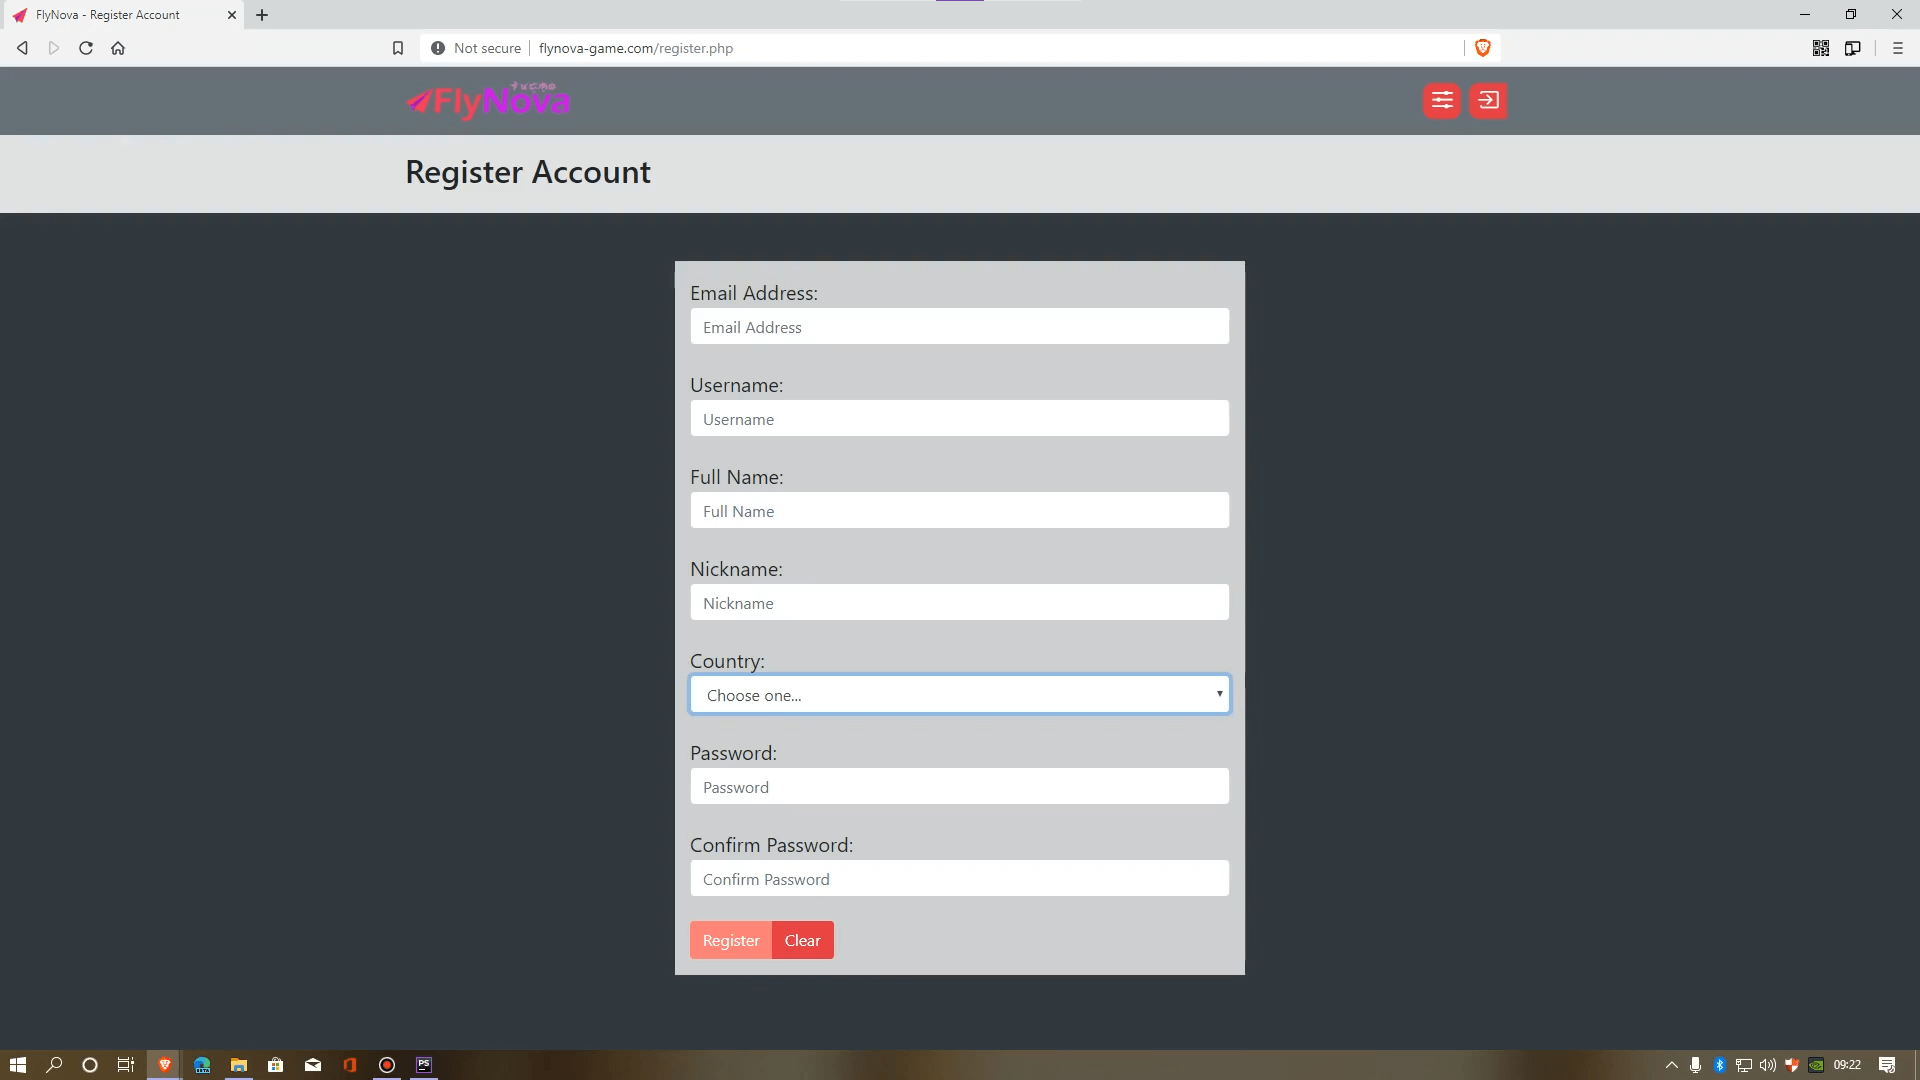 FlyNova - Register Account
Not secure
flynova-game.com/register.php
FlyNova
Register Account
Email Address:
Email Address
Username:
Username
Full Name:
Full Name
Nickname:
Nickname
Country:
Choose one...
Password:
Password
Confirm Password:
Confirm Password
Register Clear
PS
09:22